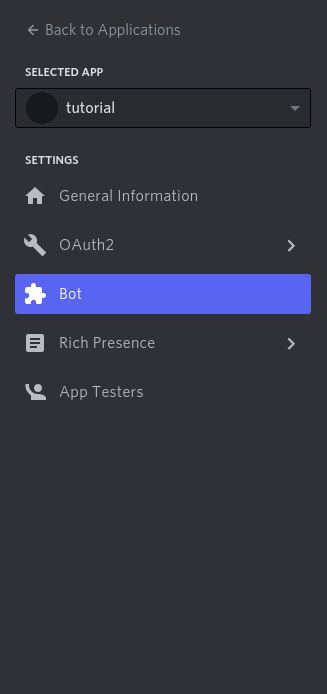 Back to Applications
SELECTED APP
tutorial
SETTINGS
General Information
OAuth2
Bot
Rich Presence
App Testers